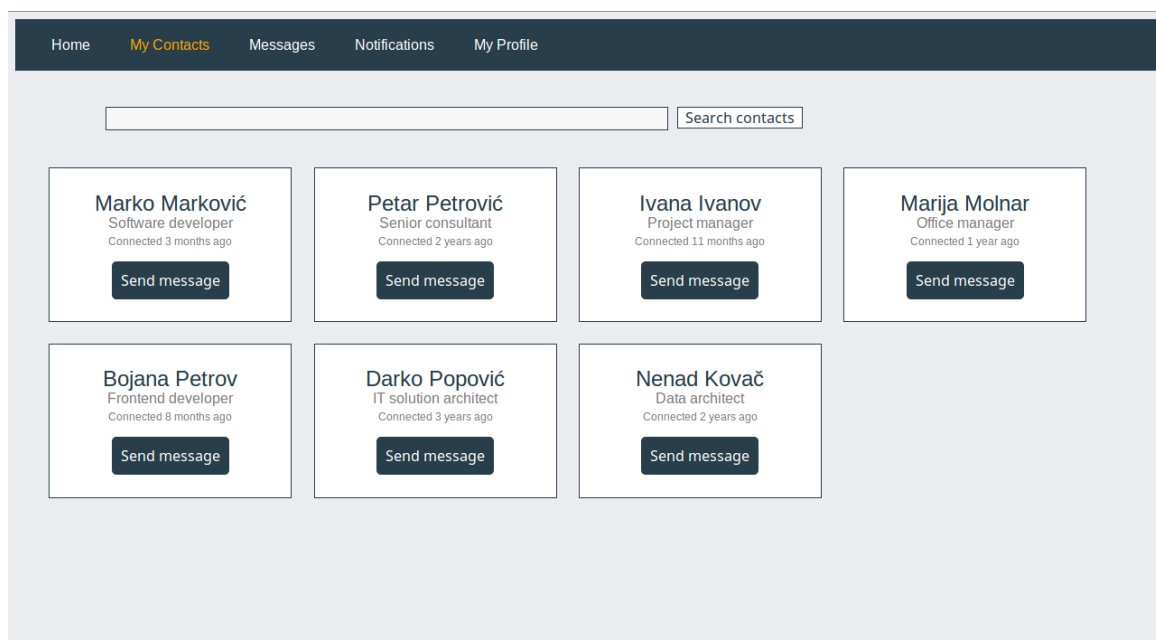 Home My Contacts Messages Notifications My Profile
Search contacts
Marko Marković
Software developer
Connected 3 months ago
Send message
Petar Petrović
Senior consultant
Connected 2 years ago
Send message
Ivana Ivanov
Project manager
Connected 11 months ago
Send message
Marija Molnar
Office manager
Connected 1 year ago
Send message
Bojana Petrov
Frontend developer
Connected 8 months ago
Send message
Darko Popović
IT solution architect
Connected 3 years ago
Send message
Nenad Kovač
Data architect
Connected 2 years ago
Send message